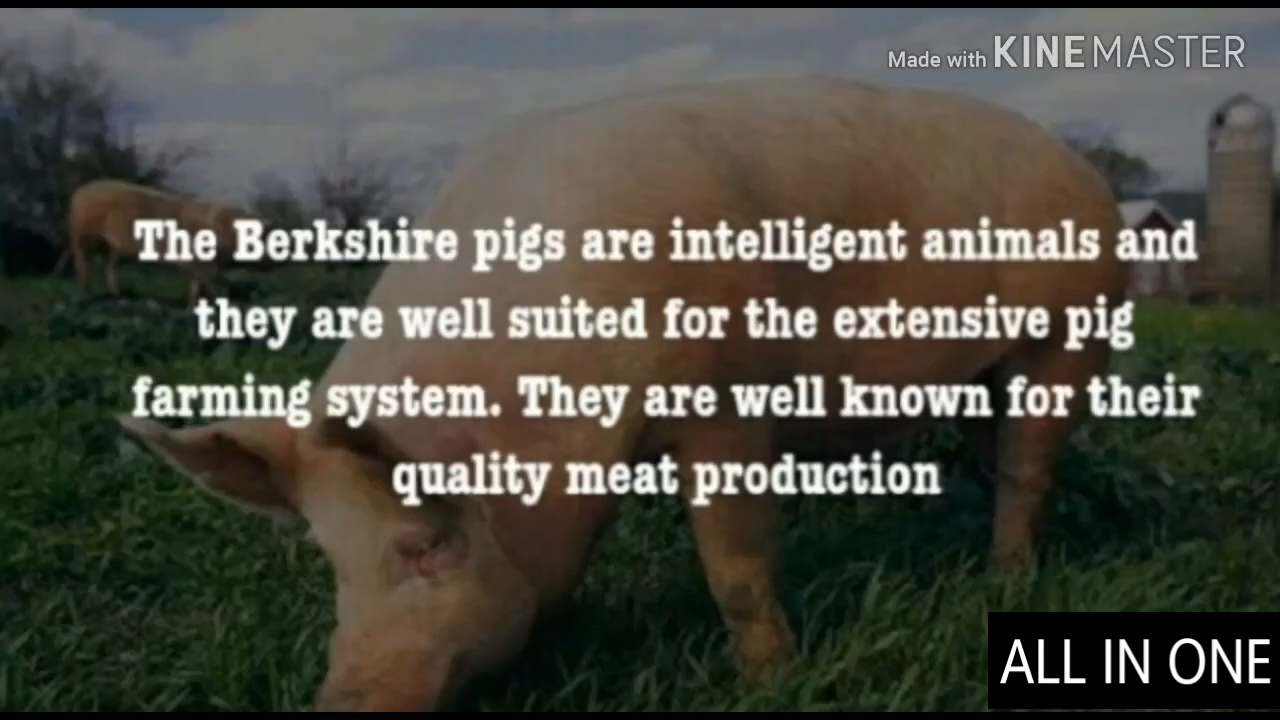 Made with KINEMASTER
The Berkshire pigs are intelligent animals and
they are well suited for the extensive pig
farming system. They are well known for their
quality meat production
ALL IN ONE